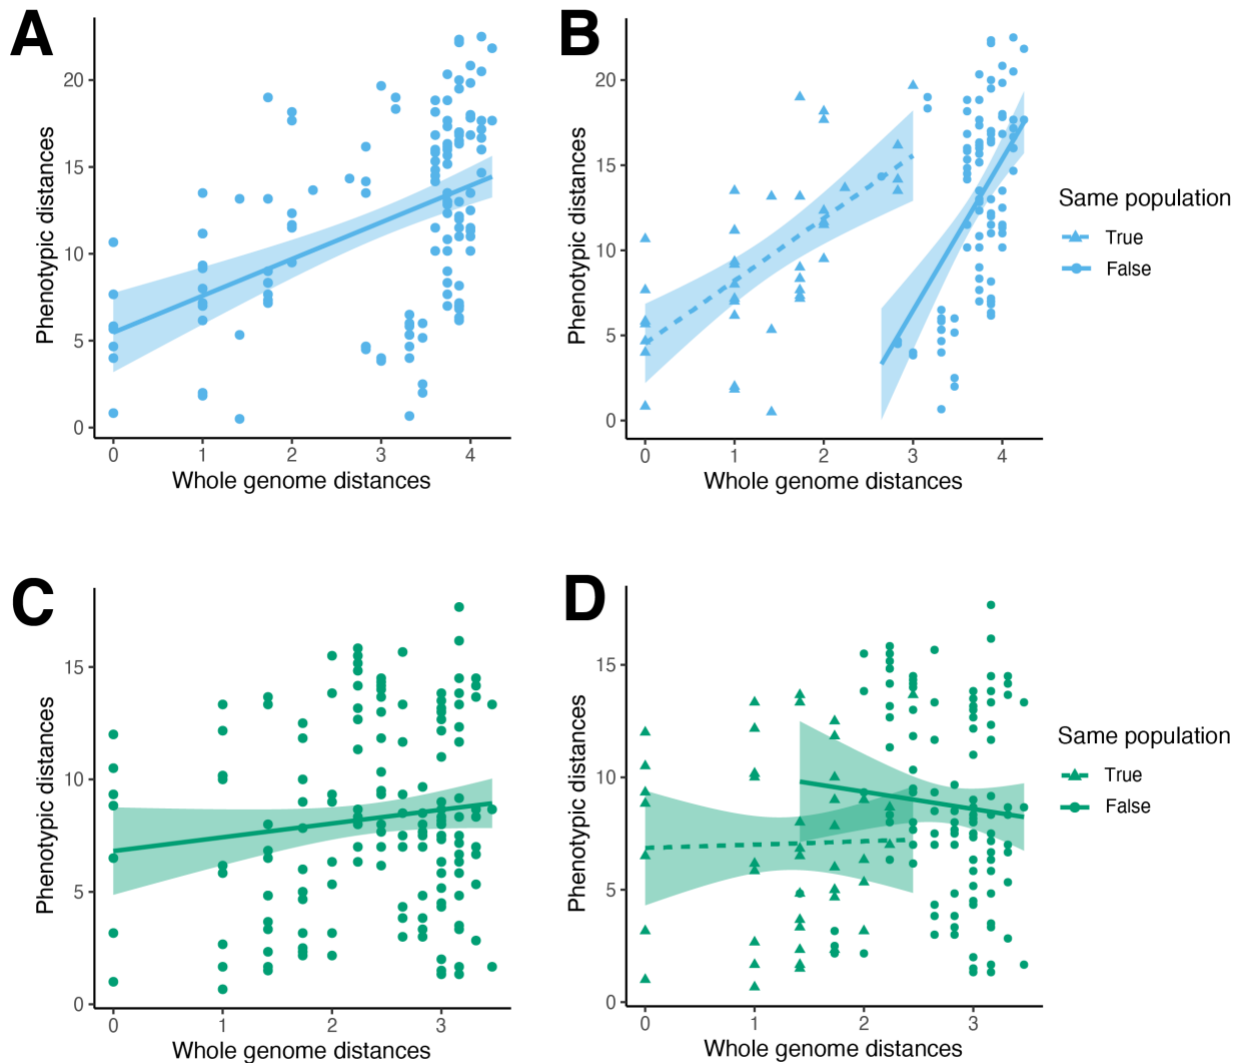 A
B
20
15
10
5
0
Phenotypic distances
0 1 2 3 4
Whole genome distances
20
15
10
5
0
Phenotypic distances
0 1 2 3 4
Whole genome distances
Same population
True
False
C
D
15
10
5
0
Phenotypic distances
0 1 2 3
Whole genome distances
15
10
5
0
Phenotypic distances
0 1 2 3
Whole genome distances
Same population
True
False